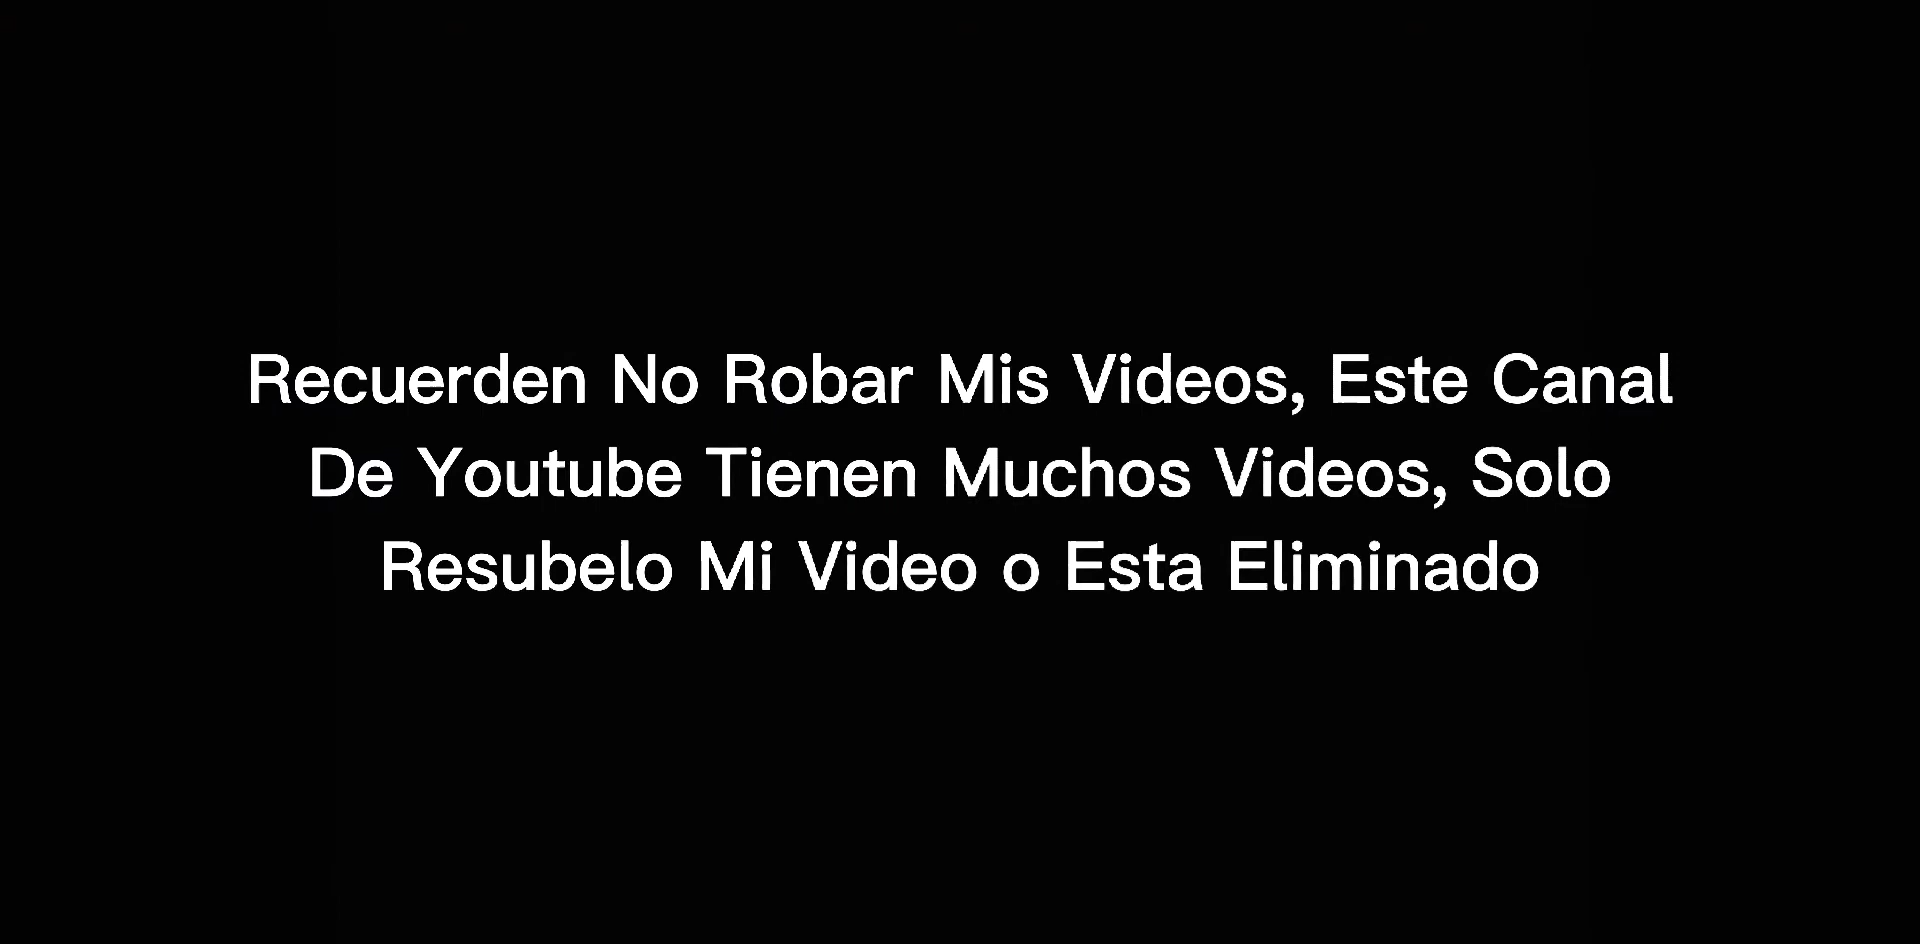 Recuerden No Robar Mis Videos, Este Canal
De Youtube Tienen Muchos Videos, Solo
Resubelo Mi Video o Esta Eliminado